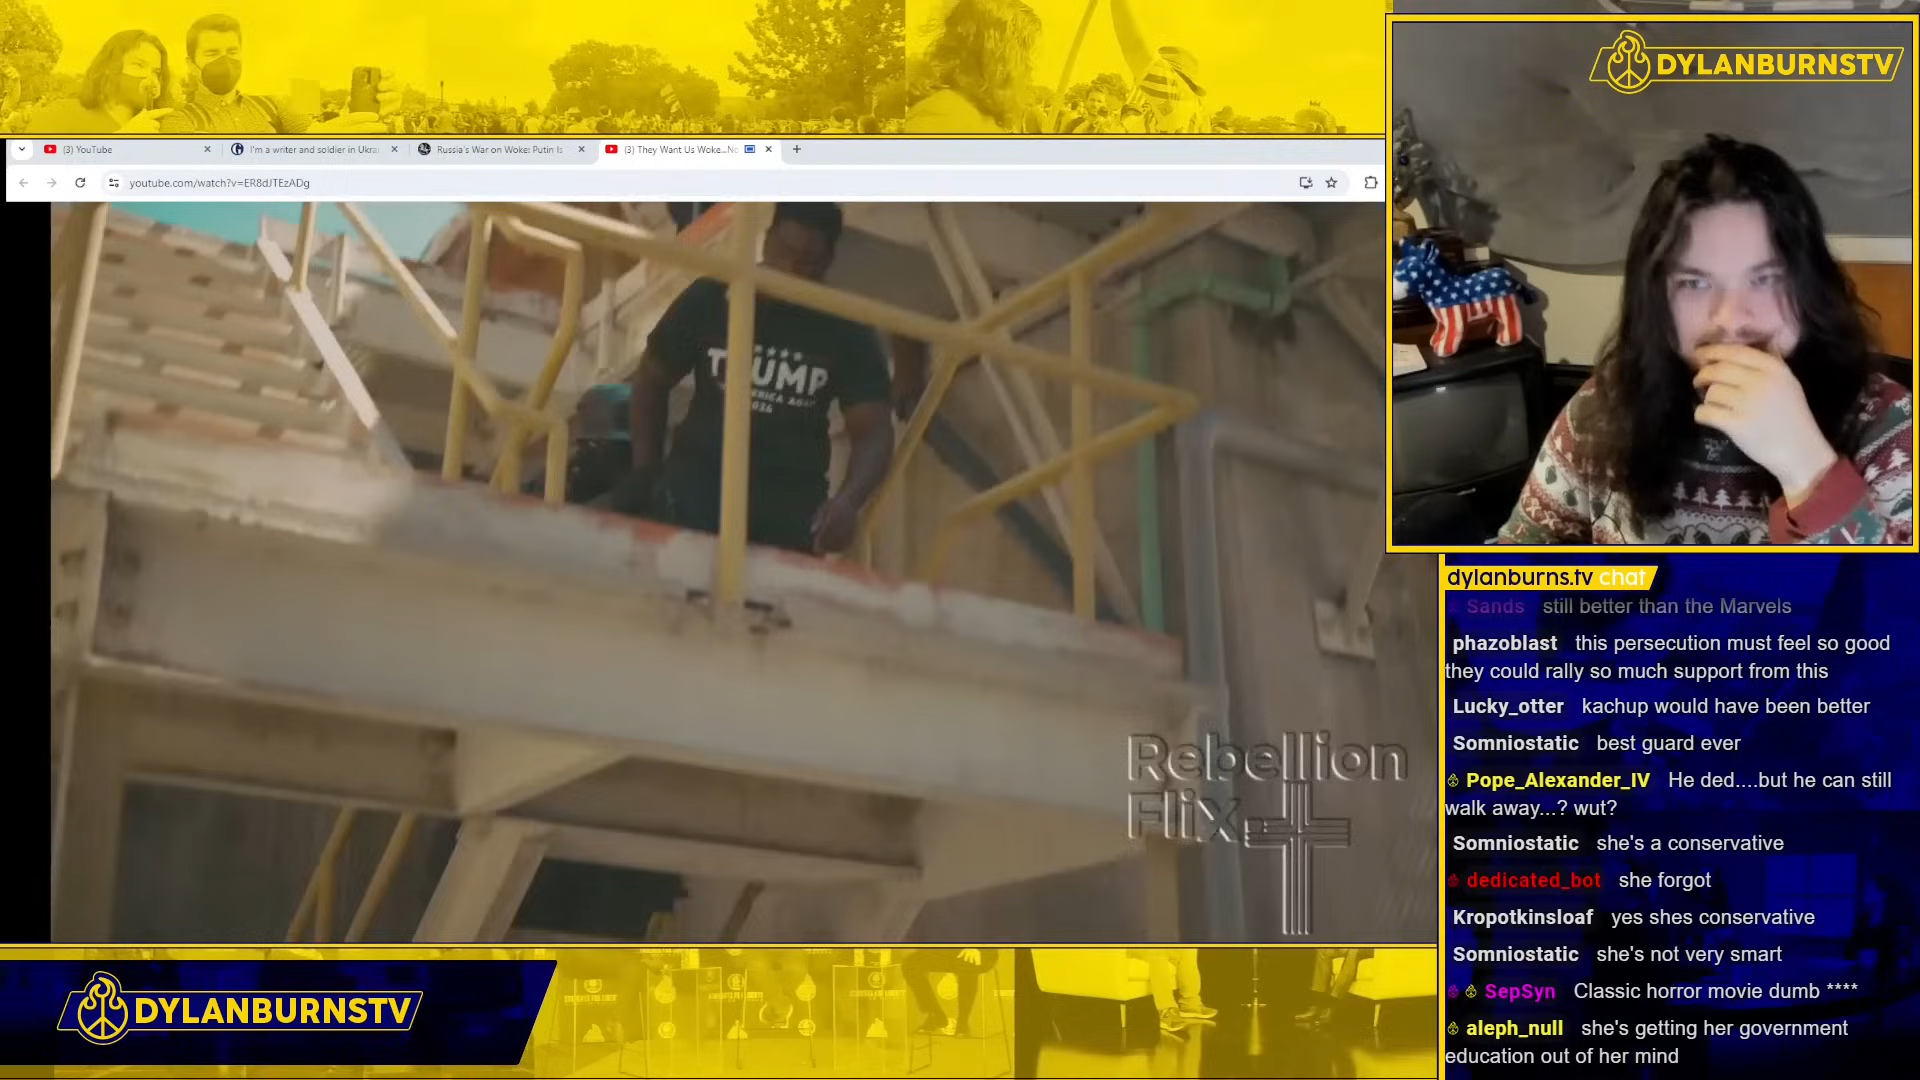 DYLANBURNSTV
(3) YouTube
I'm a writer and soldier in Ukra
Russia's War on Woke: Putin Is
(3) They Want Us Woke...No
youtube.com/watch?v=ER8dJTEzADg
TRUMP
Rebellion
Flix
dylanburns.tv chat
Sands still better than the Marvels
phazoblast this persecution must feel so good
they could rally so much support from this
Lucky_otter kachup would have been better
Somniostatic best guard ever
Pope_Alexander_IV He ded....but he can still
walk away...? wut?
Somniostatic she's a conservative
dedicated_bot she forgot
Kropotkinsloaf yes shes conservative
Somniostatic she's not very smart
SepSyn Classic horror movie dumb ****
aleph_null she's getting her government
education out of her mind
DYLANBURNSTV